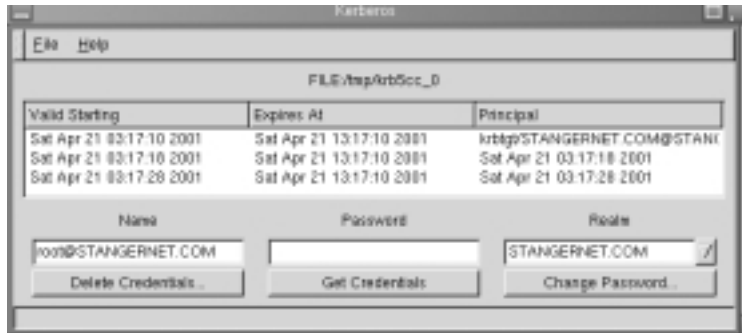 Kerberos
File Help
FILE:/tmp/krb5cc_0
Valid Starting Expires At Principal
Sat Apr 21 03:17:10 2001 Sat Apr 21 13:17:10 2001 krbtgt/STANGERNET.COM@STANG
Sat Apr 21 03:17:18 2001 Sat Apr 21 13:17:10 2001 Sat Apr 21 03:17:18 2001
Sat Apr 21 03:17:28 2001 Sat Apr 21 13:17:10 2001 Sat Apr 21 03:17:28 2001
Name Password Realm
root@STANGERNET.COM STANGERNET.COM /
Delete Credentials... Get Credentials Change Password...